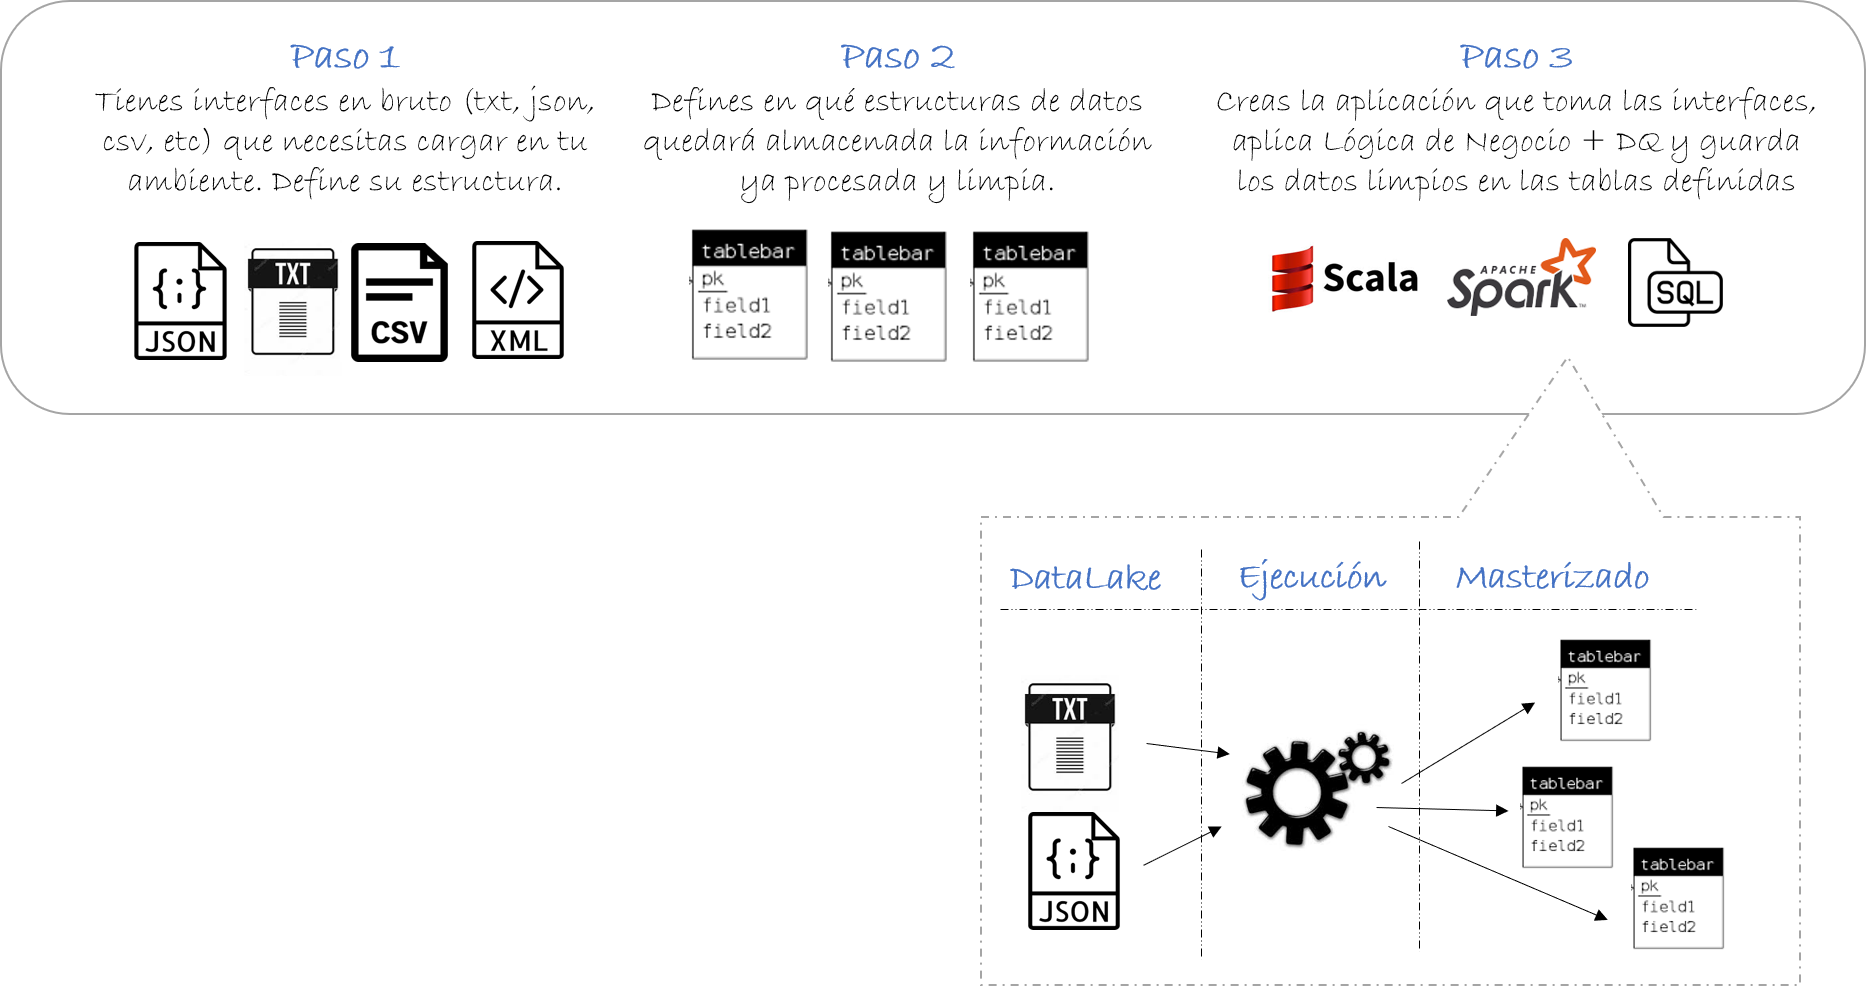 Paso 1
Tienes interfaces en bruto (txt, json,
csv, etc) que necesitas cargar en tu
ambiente. Define su estructura.
JSON
TXT
CSV
XML
Paso 2
Defines en qué estructuras de datos
quedará almacenada la información
ya procesada y limpia.
tablebar
pk
field1
field2
tablebar
pk
field1
field2
tablebar
pk
field1
field2
Paso 3
Creas la aplicación que toma las interfaces,
aplica Lógica de Negocio + DQ y guarda
los datos limpios en las tablas definidas
Scala
APACHE
Spark
SQL
DataLake
Ejecución
Masterizado
TXT
JSON
tablebar
pk
field1
field2
tablebar
pk
field1
field2
tablebar
pk
field1
field2